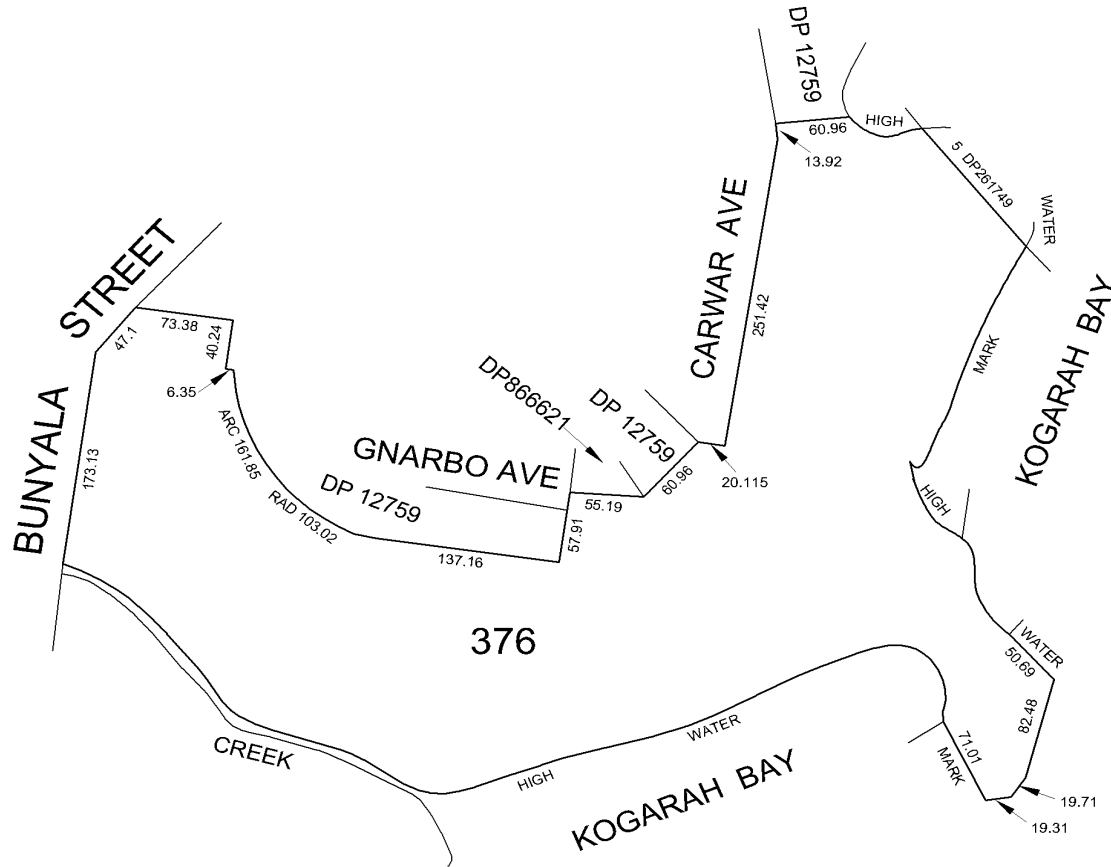 DP 12759
HIGH
60.96
13.92
5 DP261749
WATER
CARWAR AVE
STREET
KOGARAH BAY
73.38
47.1
40.24
251.42
MARK
6.35
DP866621
DP 12759
BUNYALA
ARC 161.85 RAD 103.02
GNARBO AVE
60.96
20.115
173.13
DP 12759
55.19
HIGH
57.91
137.16
376
WATER
50.69
82.48
WATER
71.01
CREEK
MARK
HIGH
KOGARAH BAY
19.71
19.31